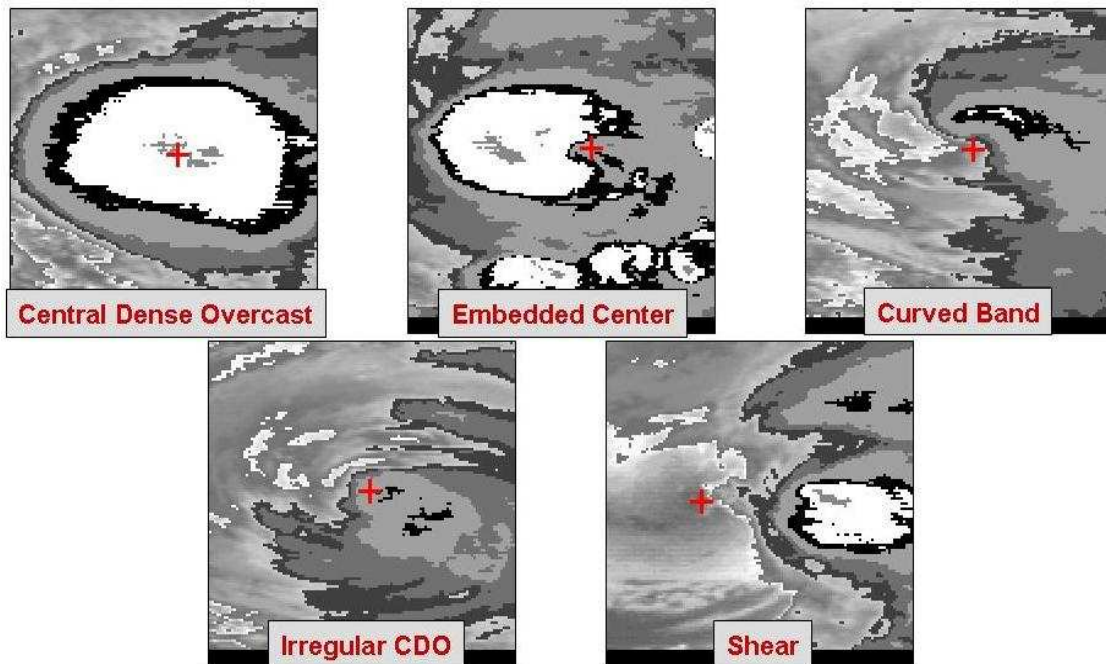 Central Dense Overcast
Embedded Center
Curved Band
Irregular CDO
Shear